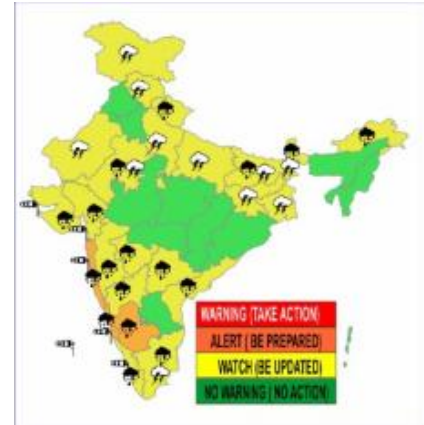 WARNING (TAKE ACTION)
ALERT ( BE PREPARED)
WATCH (BE UPDATED)
NO WARNING ( NO ACTION)